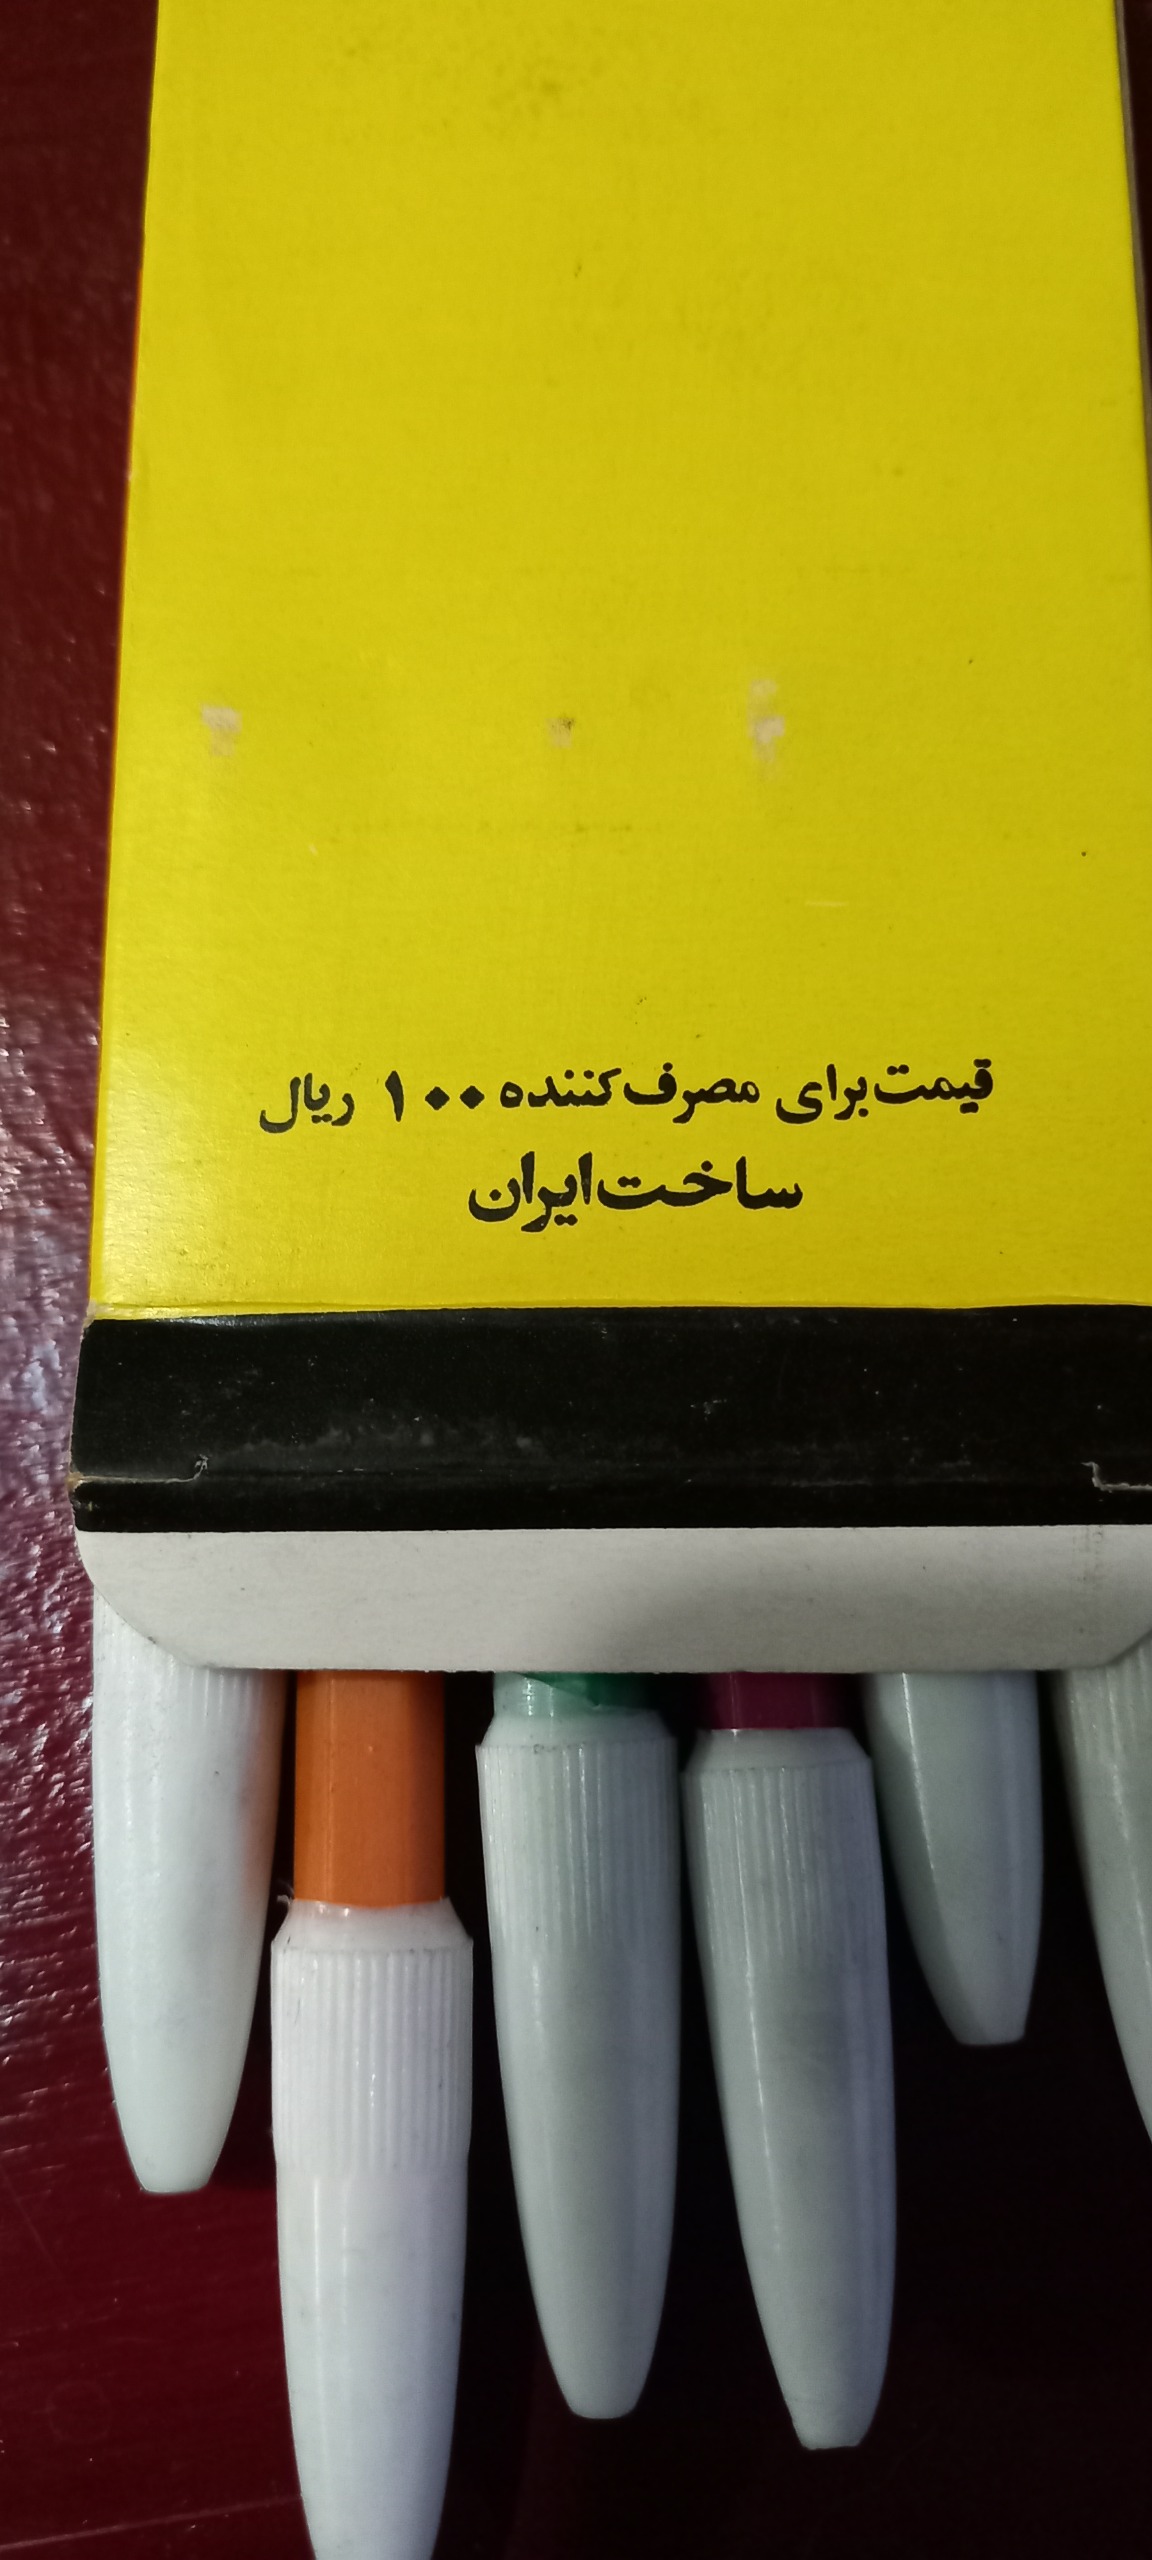 قیمت برای مصرف کننده ۱۰۰ ریال
ساخت ایران